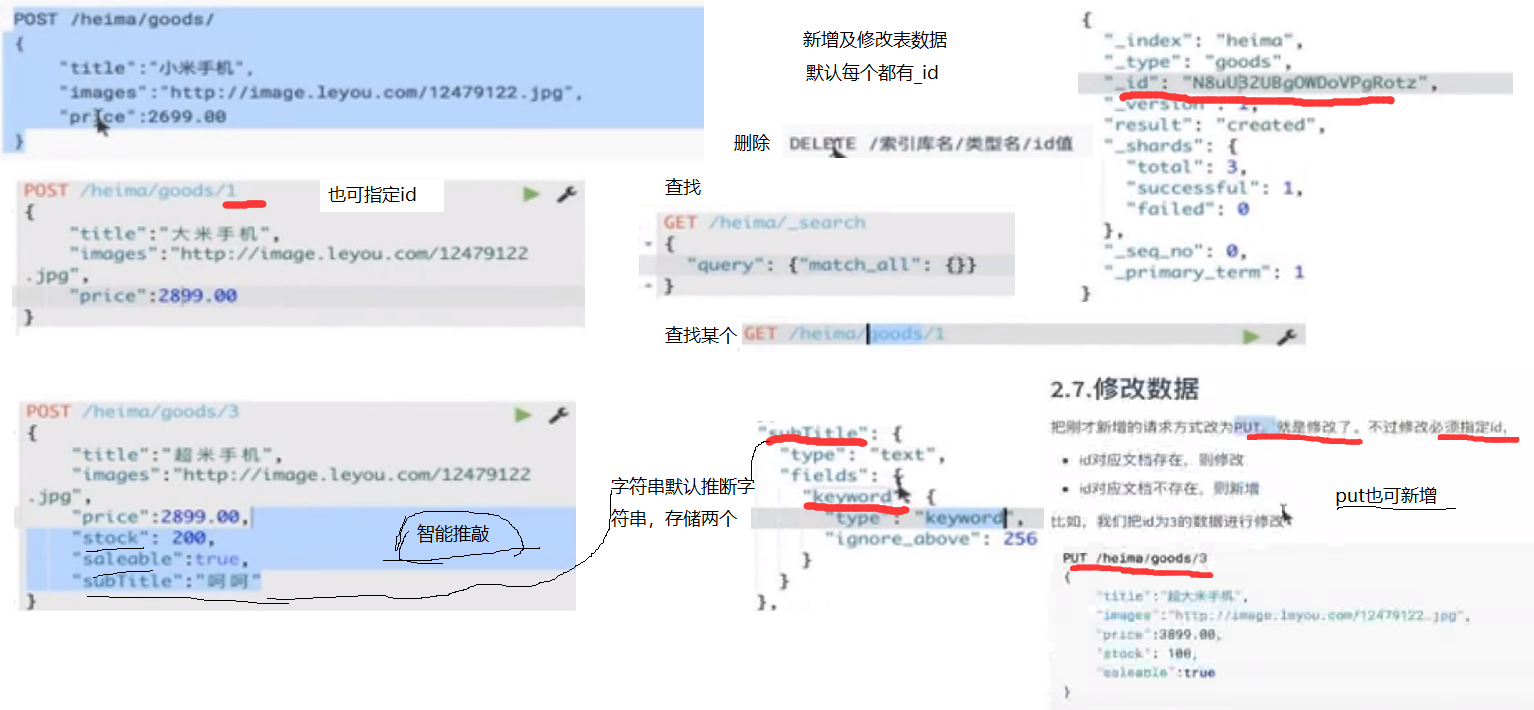 POST /heima/goods/
{
"title":"小米手机",
"images":"http://image.leyou.com/12479122.jpg",
"price":2699.00
}
新增及修改表数据
默认每个都有_id
{
"_index": "heima",
"_type": "goods",
"_id": "N8uU32UBgOWDoVPgRotz",
"_version": 1,
"result": "created",
"_shards": {
"total": 3,
"successful": 1,
"failed": 0
},
"_seq_no": 0,
"_primary_term": 1
}
删除 DELETE /索引库名/类型名/id值
POST /heima/goods/1
也可指定id
{
"title":"大米手机",
"images":"http://image.leyou.com/12479122
.jpg",
"price":2899.00
}
查找
GET /heima/_search
{
"query": {"match_all": {}}
}
查找某个 GET /heima/goods/1
POST /heima/goods/3
{
"title":"超米手机",
"images":"http://image.leyou.com/12479122
.jpg",
"price":2899.00,
"stock": 200,
"saleable":true,
"subTitle":"呵呵"
}
智能推敲
字符串默认推断字
符串，存储两个
"subTitle": {
"type": "text",
"fields": {
"keyword": {
"type": "keyword",
"ignore_above": 256
}
}
},
2.7.修改数据
把刚才新增的请求方式改为PUT，就是修改了。不过修改必须指定id，
• id对应文档存在，则修改
• id对应文档不存在，则新增
比如，我们把id为3的数据进行修改
put也可新增
PUT /heima/goods/3
{
"title":"超大米手机",
"images":"http://image.leyou.com/12479122.jpg",
"price":3899.00,
"stock": 100,
"saleable":true
}